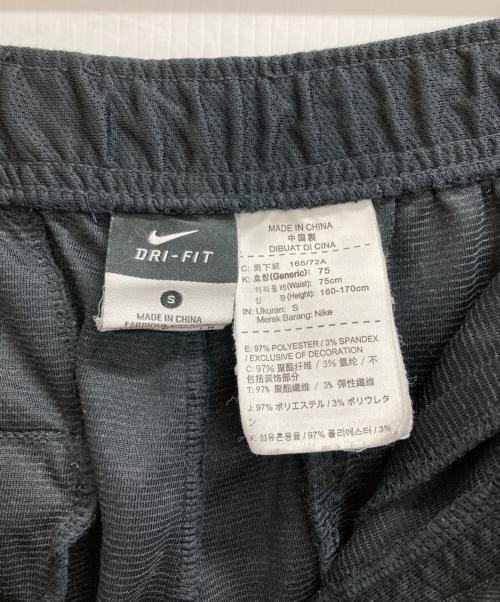 DRI-FIT
S
MADE IN CHINA
MADE IN CHINA
中国製
DIBUAT DI CINA
C: 男下装 165/72A
K: 호칭(Generic): 75
허리둘레(Waist): 75cm
신 장(Height): 160-170cm
IN: Ukuran: S
Merek Barang: Nike
E: 97% POLYESTER / 3% SPANDEX
/ EXCLUSIVE OF DECORATION
C: 97% 聚酯纤维 / 3% 氨纶 / 不
包括装饰部分
T: 97% 聚酯纖維 / 3% 彈性纖維
J: 97% ポリエステル / 3% ポリウレタ
ン
K: 섬유혼용율 / 97% 폴리에스터 / 3%